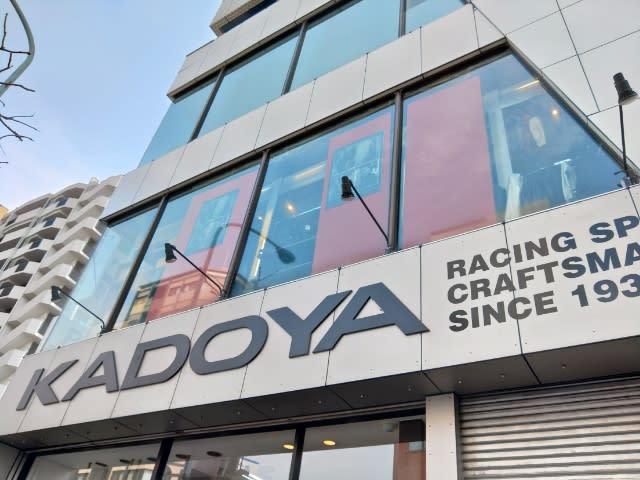 KADOYA
RACING SP
CRAFTSMA
SINCE 193